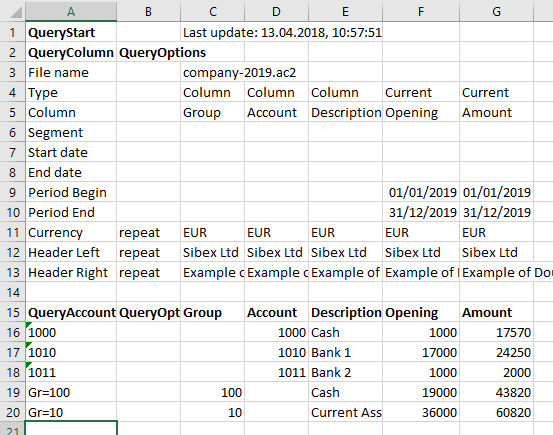 A B C D E F G
1 QueryStart Last update: 13.04.2018, 10:57:51
2 QueryColumn QueryOptions
3 File name company-2019.ac2
4 Type Column Column Column Current Current
5 Column Group Account Description Opening Amount
6 Segment
7 Start date
8 End date
9 Period Begin 01/01/2019 01/01/2019
10 Period End 31/12/2019 31/12/2019
11 Currency repeat EUR EUR EUR EUR EUR
12 Header Left repeat Sibex Ltd Sibex Ltd Sibex Ltd Sibex Ltd Sibex Ltd
13 Header Right repeat Example Example Example of Example of Example of Dou
14
15 QueryAccount QueryOpt Group Account Description Opening Amount
16 1000 1000 Cash 1000 17570
17 1010 1010 Bank 1 17000 24250
18 1011 1011 Bank 2 1000 2000
19 Gr=100 100 Cash 19000 43820
20 Gr=10 10 Current Ass 36000 60820
21